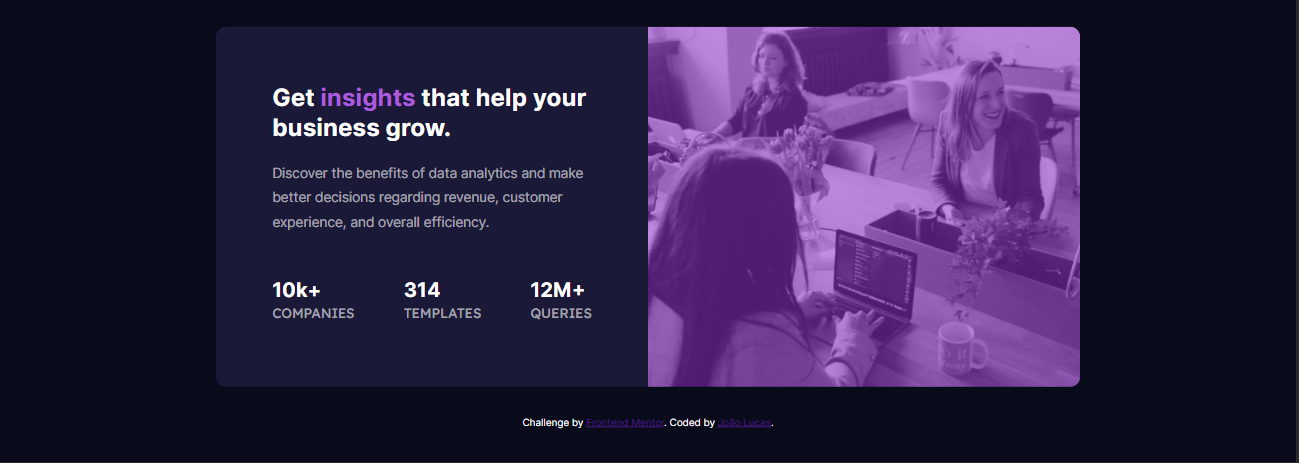 Get insights that help your
business grow.
Discover the benefits of data analytics and make
better decisions regarding revenue, customer
experience, and overall efficiency.
10k+ 314 12M+
COMPANIES TEMPLATES QUERIES
Challenge by Frontend Mentor. Coded by João Lucas.